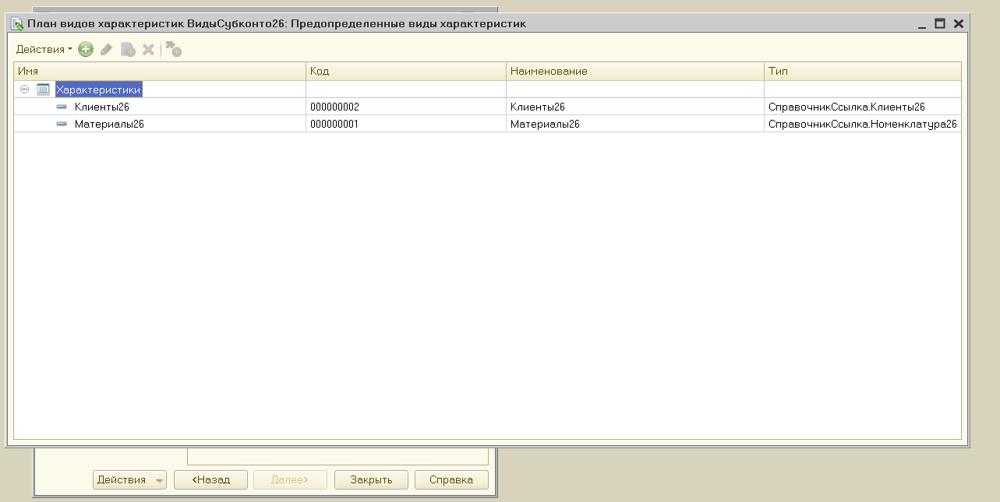 План видов характеристик ВидыСубконто26: Предопределенные виды характеристик
Действия
Имя Код Наименование Тип
Характеристики
Клиенты26 000000002 Клиенты26 СправочникСсылка.Клиенты26
Материалы26 000000001 Материалы26 СправочникСсылка.Номенклатура26
Действия <Назад Далее> Закрыть Справка